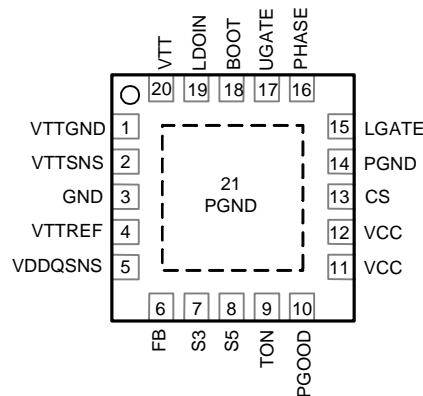 VTT LDOIN BOOT UGATE PHASE
20 19 18 17 16
VTTGND 1 15 LGATE
VTTSNS 2 14 PGND
GND 3 13 CS
VTTREF 4 12 VCC
VDDQSNS 5 11 VCC
21
PGND
6 7 8 9 10
FB S3 S5 TON PGOOD